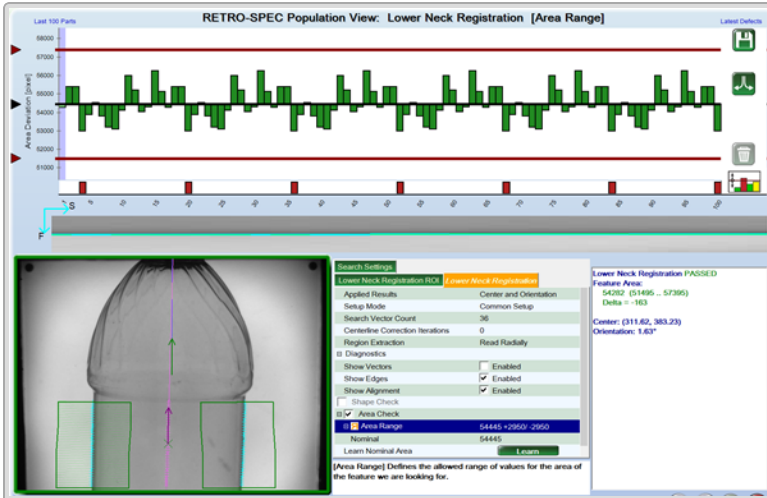 RETRO-SPEC Population View: Lower Neck Registration [Area Range]
Last 100 Parts
Latest Defects
Area Deviation [pixel]
58000
57000
56000
55000
54000
53000
52000
51000
5
10
15
20
25
30
35
40
45
50
55
60
65
70
75
80
85
90
95
100
S
F
Search Settings
Lower Neck Registration ROI Lower Neck Registration
Applied Results Center and Orientation
Setup Mode Common Setup
Search Vector Count 36
Centerline Correction Iterations 0
Region Extraction Read Radially
Diagnostics
Show Vectors Enabled
Show Edges Enabled
Show Alignment Enabled
Shape Check
Area Check
Area Range 54445 +2950/ -2950
Nominal 54445
Learn Nominal Area Learn
[Area Range] Defines the allowed range of values for the area of
the feature we are looking for.
Lower Neck Registration PASSED
Feature Area:
54282 (51495 .. 57395)
Delta = -163
Center: (311.62, 383.23)
Orientation: 1.63°